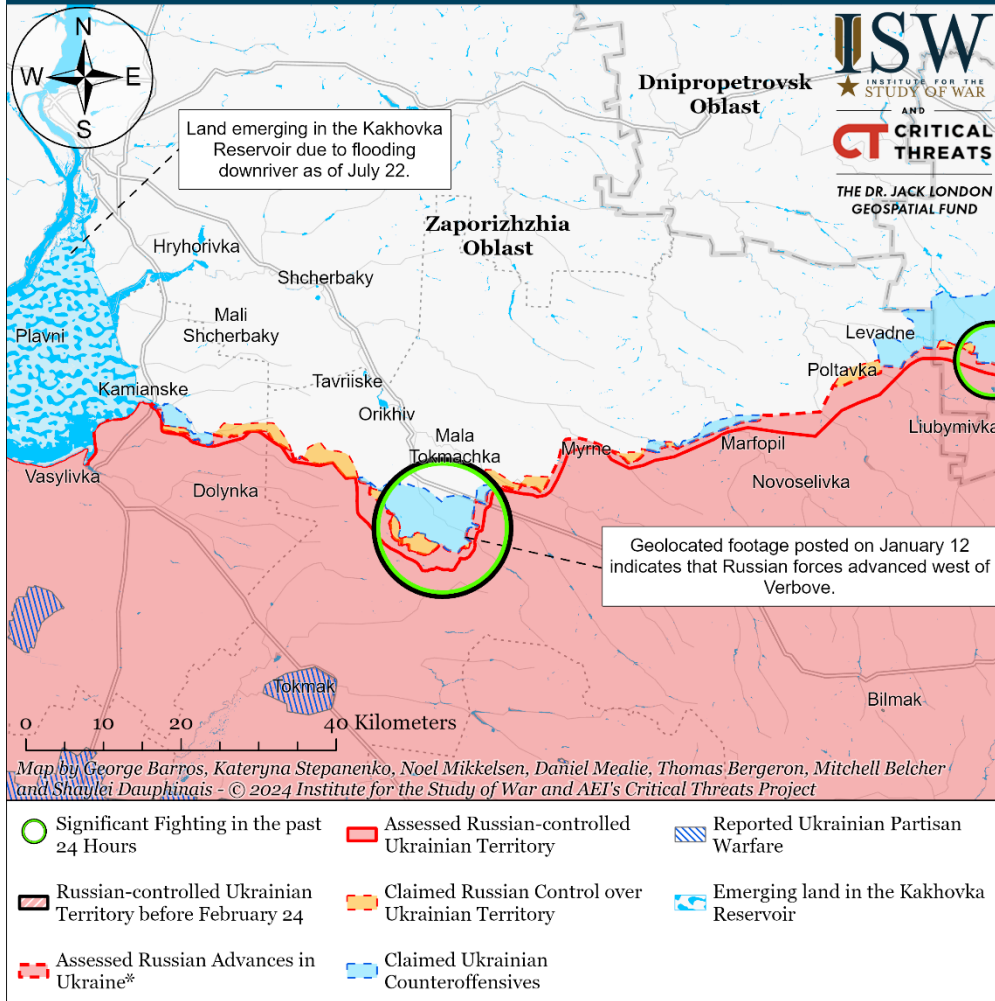 N
W
E
S
ISW
INSTITUTE FOR THE
STUDY OF WAR
AND
CT CRITICAL
THREATS
THE DR. JACK LONDON
GEOSPATIAL FUND
Dnipropetrovsk
Oblast
Land emerging in the Kakhovka
Reservoir due to flooding
downriver as of July 22.
Zaporizhzhia
Oblast
Hryhorivka
Shcherbaky
Mali
Shcherbaky
Plavni
Levadne
Poltavka
Tavriiske
Kamianske
Orikhiv
Liubymivka
Mala
Tokmachka
Myrne
Marfopil
Vasylivka
Dolynka
Novoselivka
Geolocated footage posted on January 12
indicates that Russian forces advanced west of
Verbove.
Tokmak
Bilmak
0 10 20 40 Kilometers
Map by George Barros, Kateryna Stepanenko, Noel Mikkelsen, Daniel Mealie, Thomas Bergeron, Mitchell Belcher
and Shaylei Dauphinais - © 2024 Institute for the Study of War and AEI's Critical Threats Project
Significant Fighting in the past
24 Hours
Russian-controlled Ukrainian
Territory before February 24
Assessed Russian Advances in
Ukraine*
Assessed Russian-controlled
Ukrainian Territory
Claimed Russian Control over
Ukrainian Territory
Claimed Ukrainian
Counteroffensives
Reported Ukrainian Partisan
Warfare
Emerging land in the Kakhovka
Reservoir